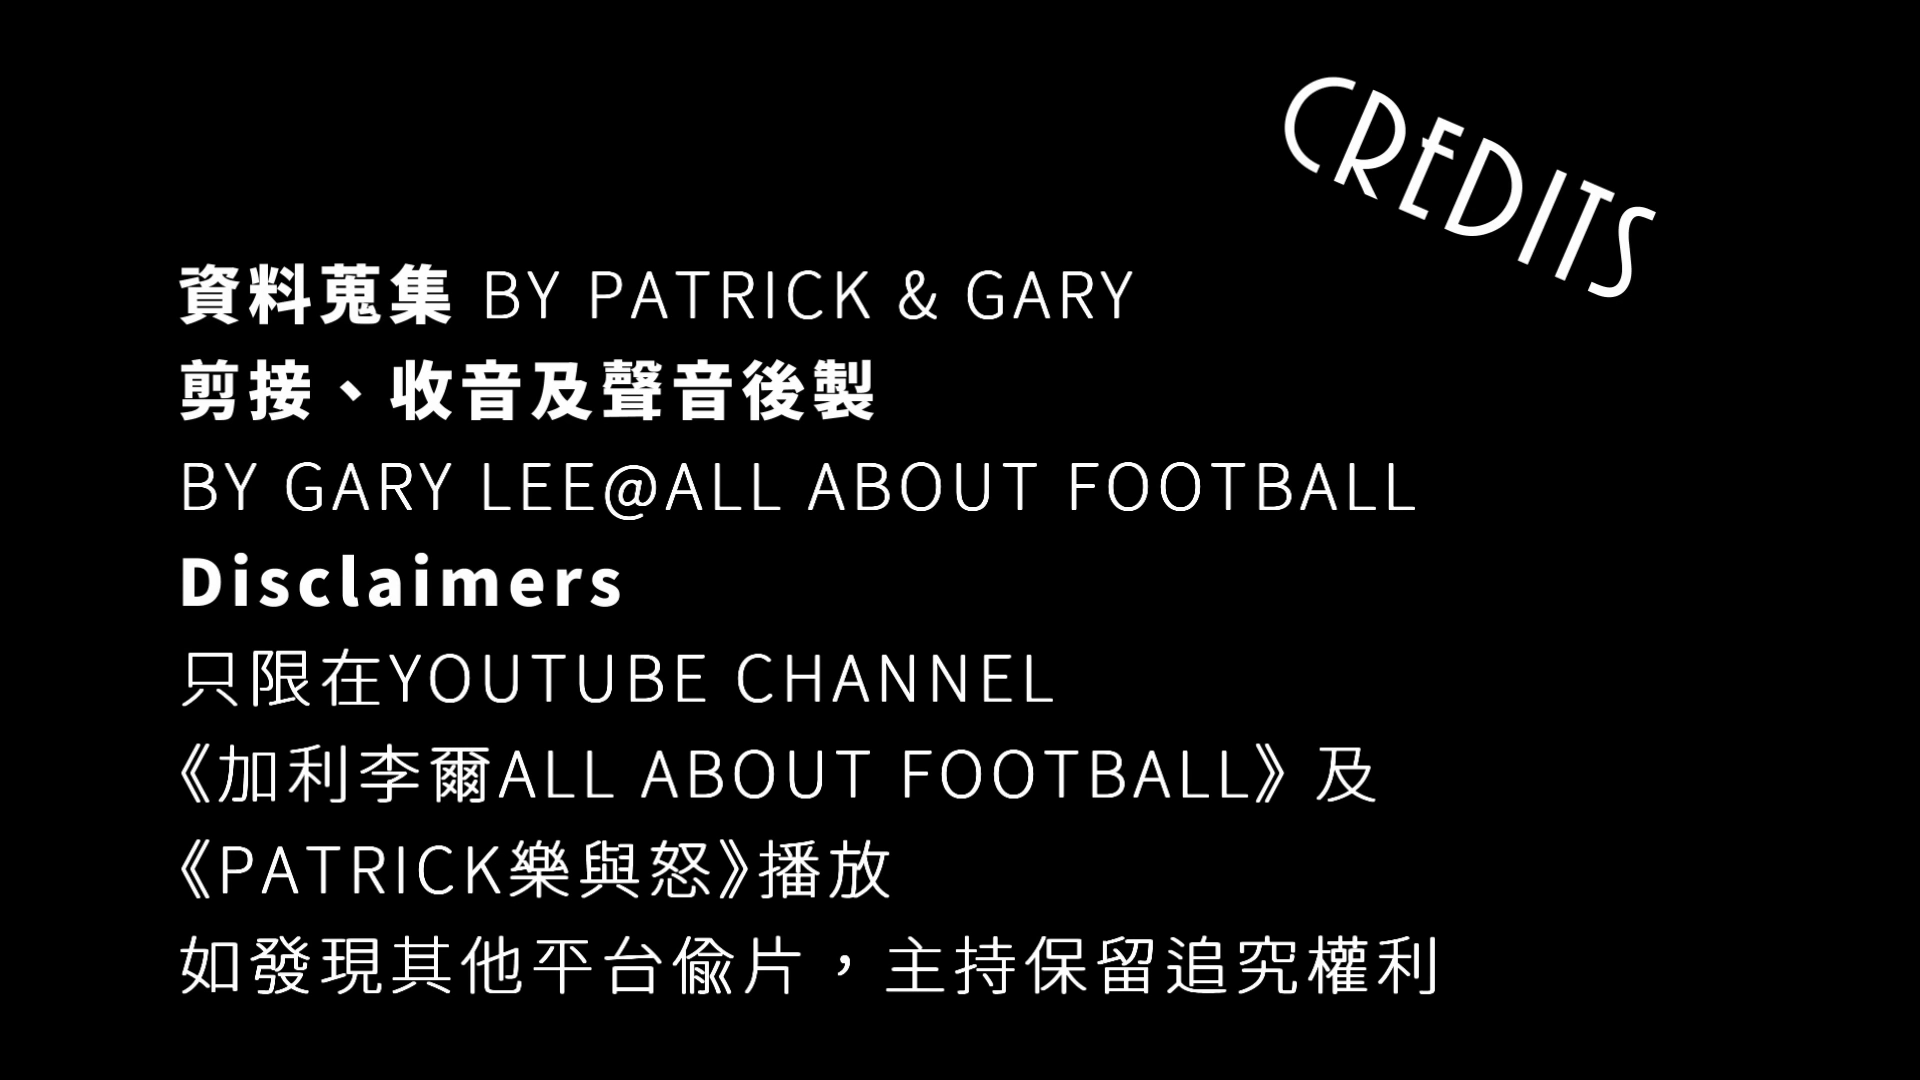 CREDITS
資料蒐集 BY PATRICK & GARY
剪接、收音及聲音後製
BY GARY LEE@ALL ABOUT FOOTBALL
Disclaimers
只限在YOUTUBE CHANNEL
《加利李爾ALL ABOUT FOOTBALL》及
《PATRICK樂與怒》播放
如發現其他平台偷片，主持保留追究權利